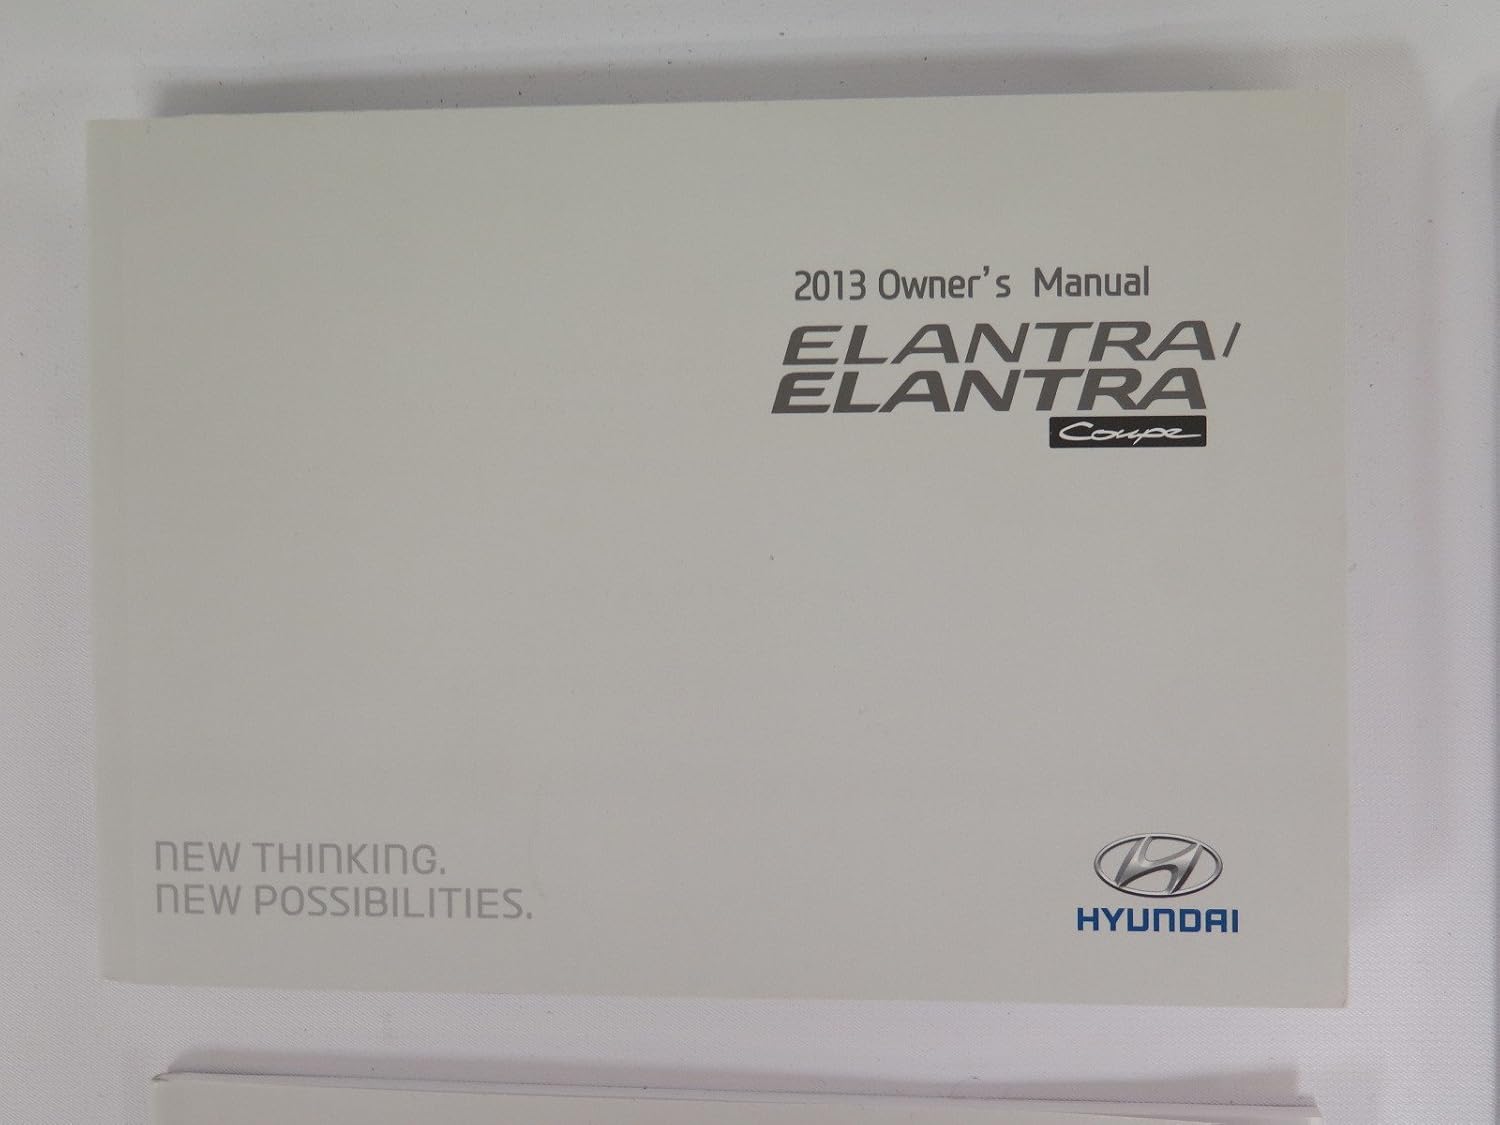 2013 Owner's Manual
ELANTRA/
ELANTRA
Coupe
NEW THINKING.
NEW POSSIBILITIES.
HYUNDAI